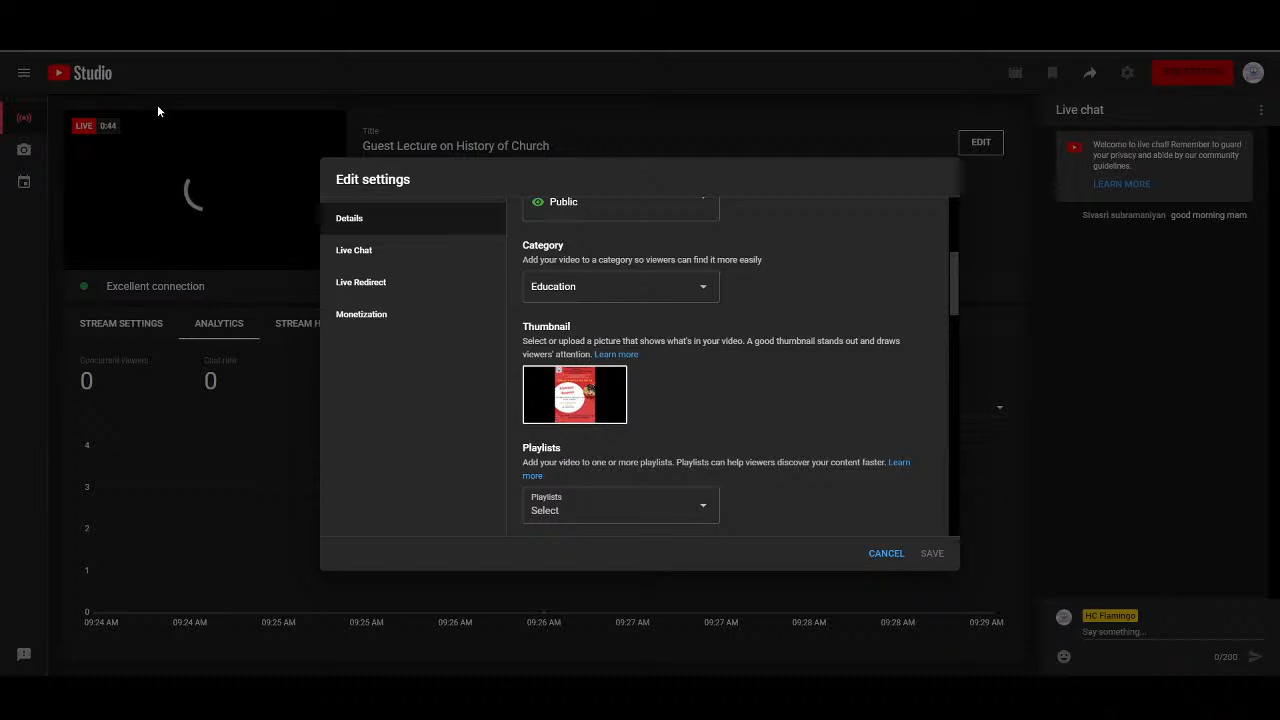 Studio
LIVE 0:44
Title
Guest Lecture on History of Church
EDIT
Excellent connection
STREAM SETTINGS
ANALYTICS
STREAM H
Concurrent viewers
0
Chat rate
0
4
3
2
1
0
09:24 AM
09:24 AM
09:25 AM
09:25 AM
09:26 AM
09:26 AM
09:27 AM
09:27 AM
09:28 AM
09:28 AM
09:29 AM
Edit settings
Details
Live Chat
Live Redirect
Monetization
Public
Category
Add your video to a category so viewers can find it more easily
Education
Thumbnail
Select or upload a picture that shows what's in your video. A good thumbnail stands out and draws
viewers' attention. Learn more
Playlists
Add your video to one or more playlists. Playlists can help viewers discover your content faster. Learn
more
Playlists
Select
CANCEL
SAVE
Live chat
Welcome to live chat! Remember to guard
your privacy and abide by our community
guidelines.
LEARN MORE
Sivasri subramaniyan good morning mam
HC Flamingo
Say something...
0/200